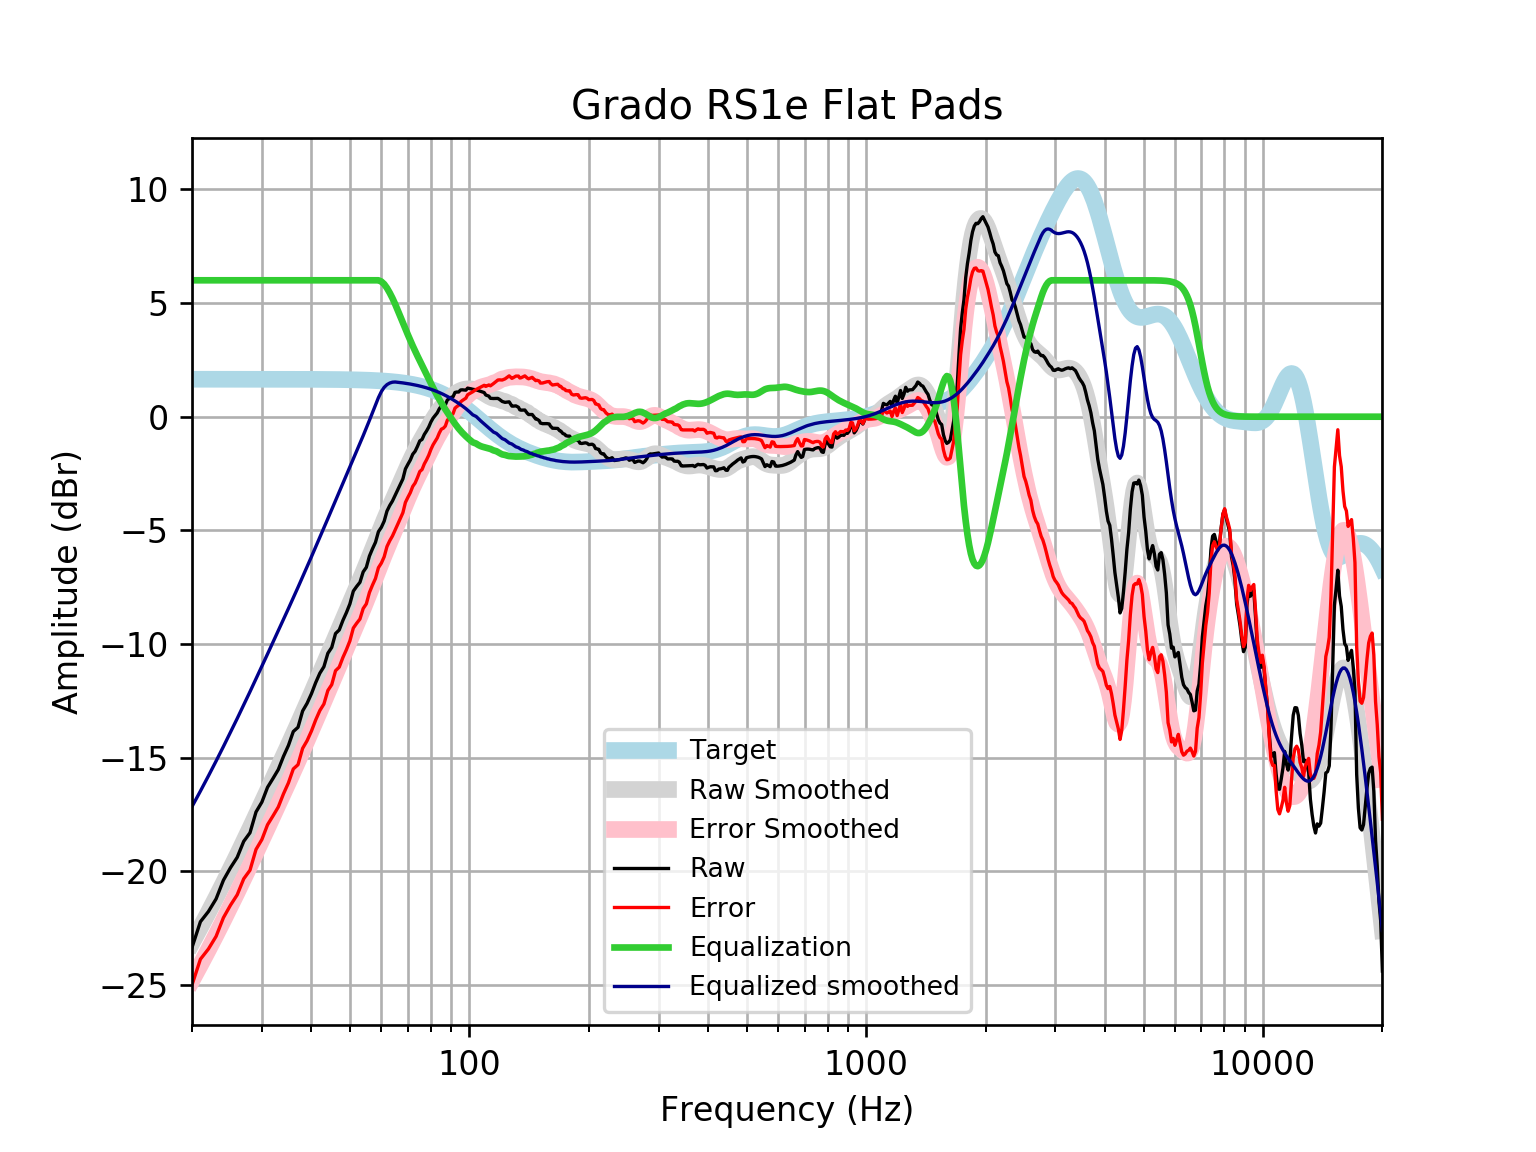 Grado RS1e Flat Pads
Amplitude (dBr)
10
5
0
−5
−10
−15
−20
−25
Target
Raw Smoothed
Error Smoothed
Raw
Error
Equalization
Equalized smoothed
100
1000
10000
Frequency (Hz)